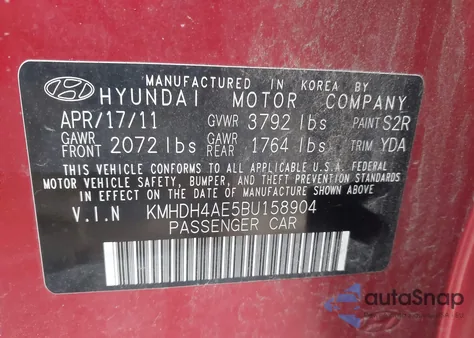 MANUFACTURED IN KOREA BY
HYUNDAI MOTOR COMPANY
APR/17/11 GVWR 3792 lbs PAINT S2R
GAWR FRONT 2072 lbs GAWR REAR 1764 lbs TRIM YDA
THIS VEHICLE CONFORMS TO ALL APPLICABLE U.S.A. FEDERAL
MOTOR VEHICLE SAFETY, BUMPER, AND THEFT PREVENTION STANDARDS
IN EFFECT ON THE DATE OF MANUFACTURE SHOWN ABOVE.
V.I.N KMHDH4AE5BU158904
PASSENGER CAR
autoSnap